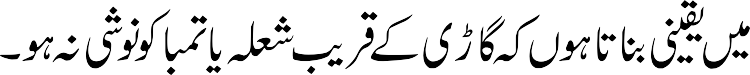 میں یقینی بناتا ہوں کہ گاڑی کے قریب شعلہ یا تمباکو نوشی نہ ہو۔